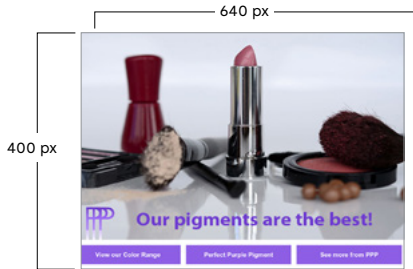 640 px
400 px
PPP
Our pigments are the best!
View our Color Range
Perfect Purple Pigment
See more from PPP